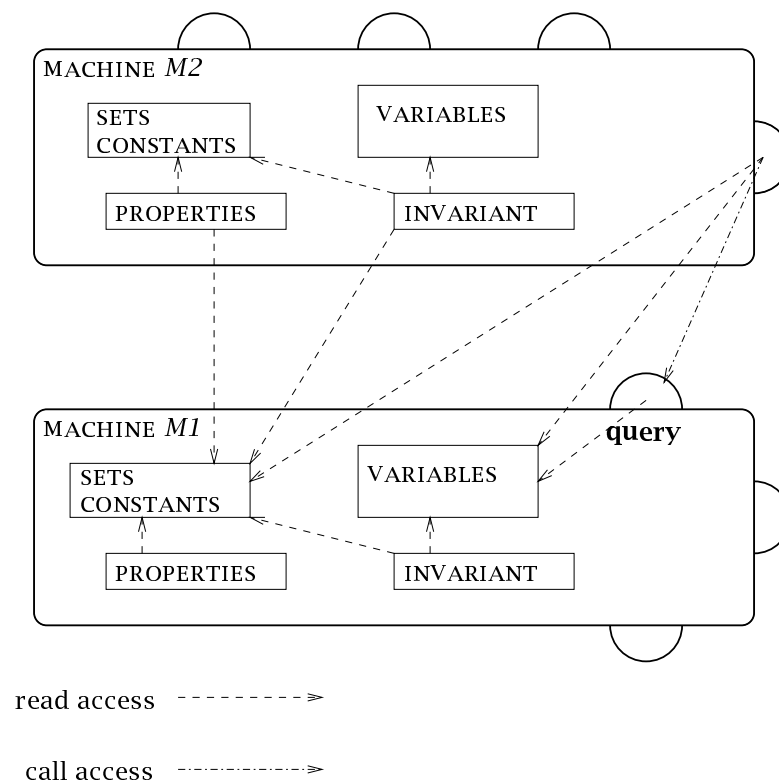 MACHINE M2
SETS
CONSTANTS
VARIABLES
PROPERTIES
INVARIANT
MACHINE M1
query
SETS
CONSTANTS
VARIABLES
PROPERTIES
INVARIANT
read access
call access